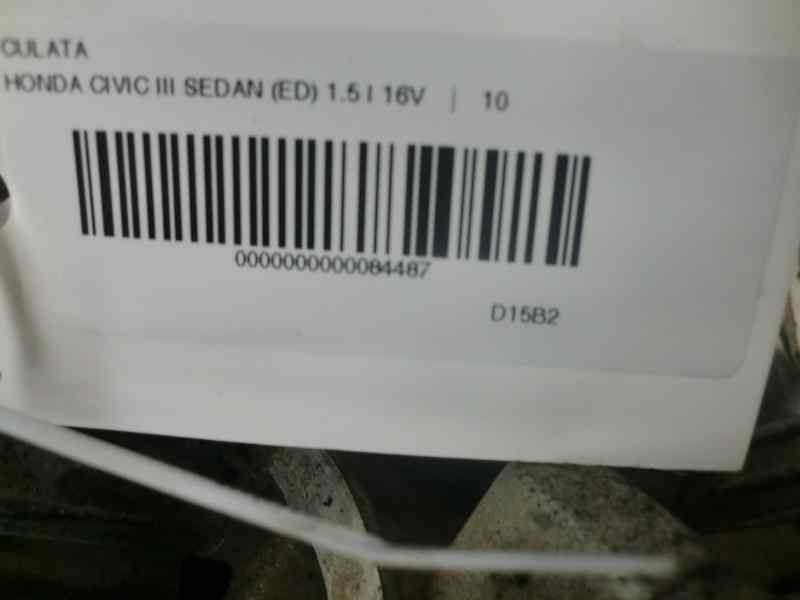 CULATA
HONDA CIVIC III SEDAN (ED) 1.5 I 16V | 10
0000000000084487
D15B2